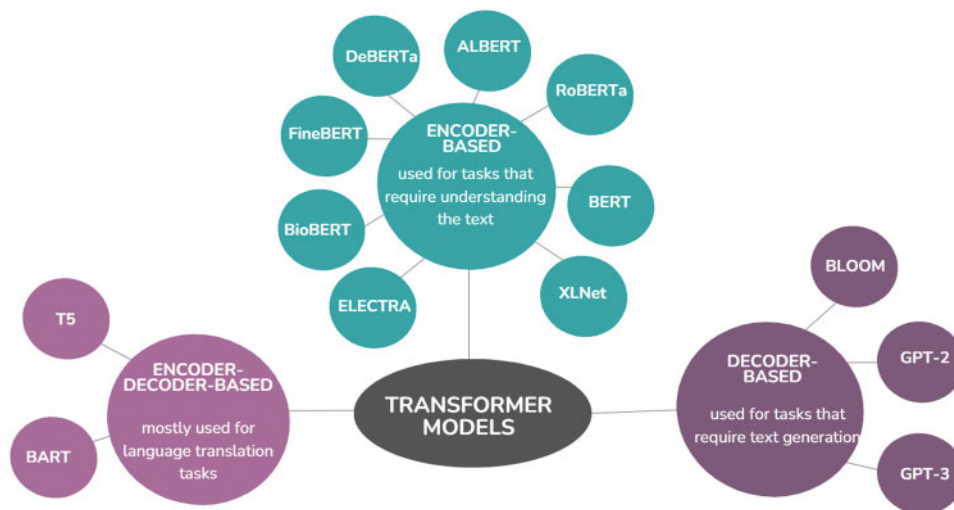 ALBERT
DeBERTa
RoBERTa
FineBERT
ENCODER-
BASED
used for tasks that
require understanding
the text
BERT
BioBERT
XLNet
ELECTRA
BLOOM
T5
ENCODER-
DECODER-BASED
mostly used for
language translation
tasks
BART
TRANSFORMER
MODELS
DECODER-
BASED
used for tasks that
require text generation
GPT-2
GPT-3